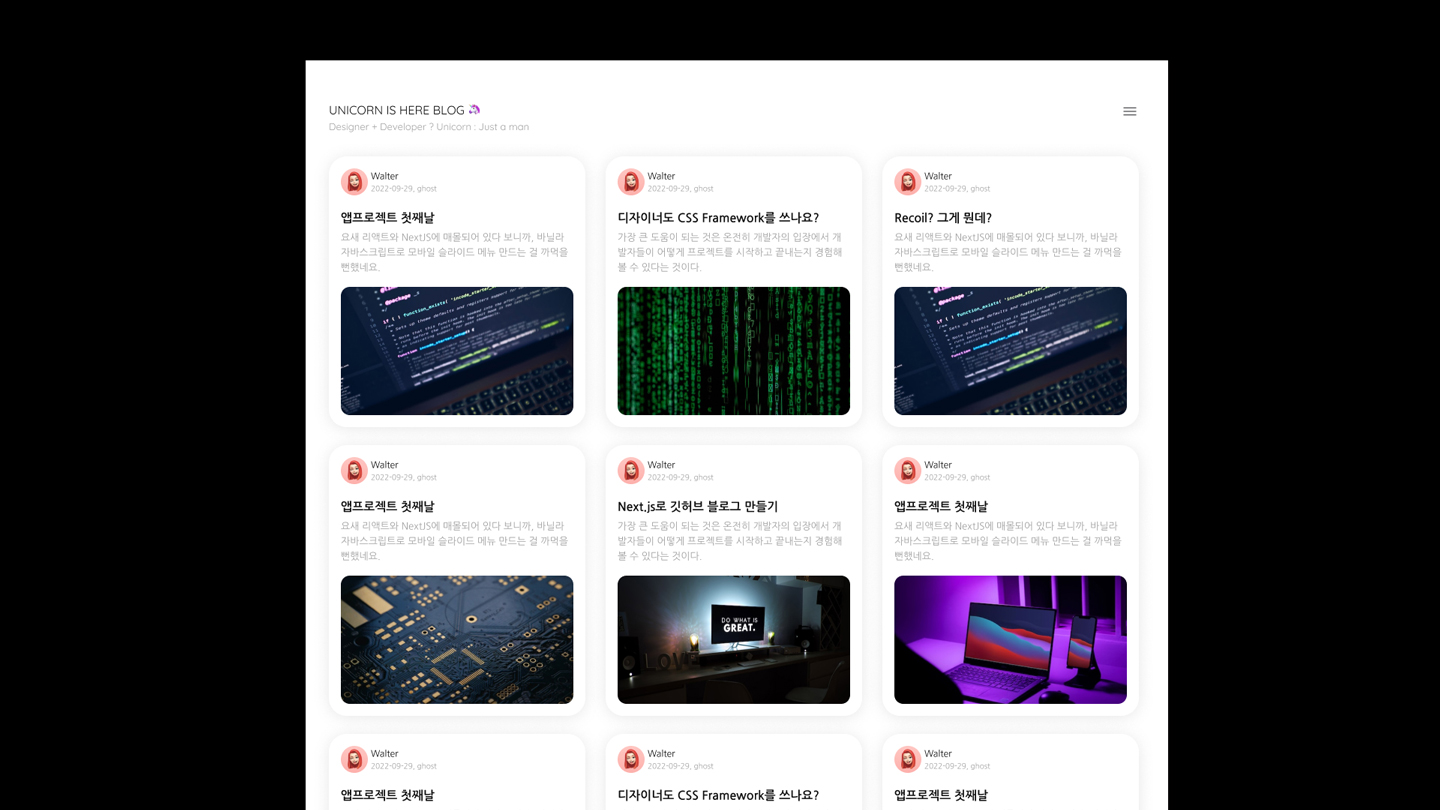 UNICORN IS HERE BLOG 🦄
Designer + Developer ? Unicorn : Just a man
Walter
2022-09-29, ghost
앱프로젝트 첫째날
요새 리액트와 NextJS에 매몰되어 있다 보니까, 바닐라
자바스크립트로 모바일 슬라이드 메뉴 만드는 걸 까먹을
뻔했네요.
Walter
2022-09-29, ghost
디자이너도 CSS Framework를 쓰나요?
가장 큰 도움이 되는 것은 온전히 개발자의 입장에서 개
발자들이 어떻게 프로젝트를 시작하고 끝내는지 경험해
볼 수 있다는 것이다.
Walter
2022-09-29, ghost
Recoil? 그게 뭔데?
요새 리액트와 NextJS에 매몰되어 있다 보니까, 바닐라
자바스크립트로 모바일 슬라이드 메뉴 만드는 걸 까먹을
뻔했네요.
Walter
2022-09-29, ghost
앱프로젝트 첫째날
요새 리액트와 NextJS에 매몰되어 있다 보니까, 바닐라
자바스크립트로 모바일 슬라이드 메뉴 만드는 걸 까먹을
뻔했네요.
Walter
2022-09-29, ghost
Next.js로 깃허브 블로그 만들기
가장 큰 도움이 되는 것은 온전히 개발자의 입장에서 개
발자들이 어떻게 프로젝트를 시작하고 끝내는지 경험해
볼 수 있다는 것이다.
DO WHAT IS
GREAT.
LOVE
Walter
2022-09-29, ghost
앱프로젝트 첫째날
요새 리액트와 NextJS에 매몰되어 있다 보니까, 바닐라
자바스크립트로 모바일 슬라이드 메뉴 만드는 걸 까먹을
뻔했네요.
Walter
2022-09-29, ghost
앱프로젝트 첫째날
Walter
2022-09-29, ghost
디자이너도 CSS Framework를 쓰나요?
Walter
2022-09-29, ghost
앱프로젝트 첫째날